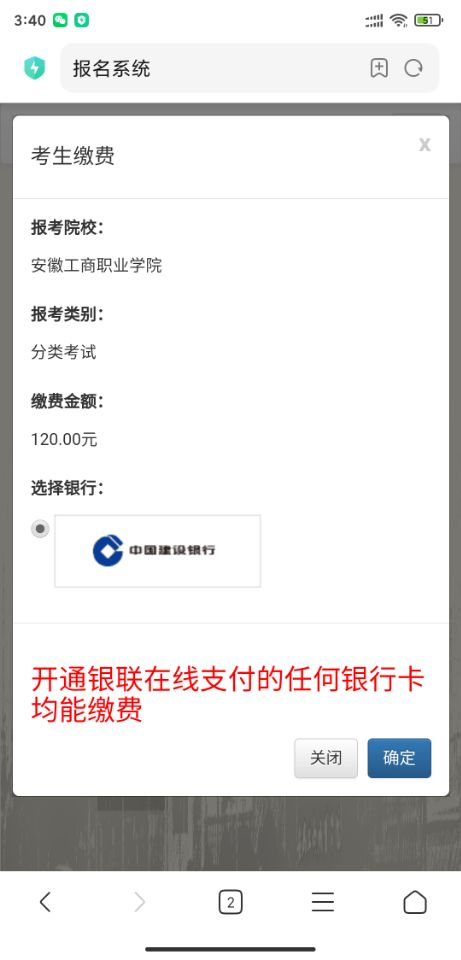 3:40
51
报名系统
考生缴费
x
报考院校：
安徽工商职业学院
报考类别：
分类考试
缴费金额：
120.00元
选择银行：
中国建设银行
开通银联在线支付的任何银行卡
均能缴费
关闭
确定
2